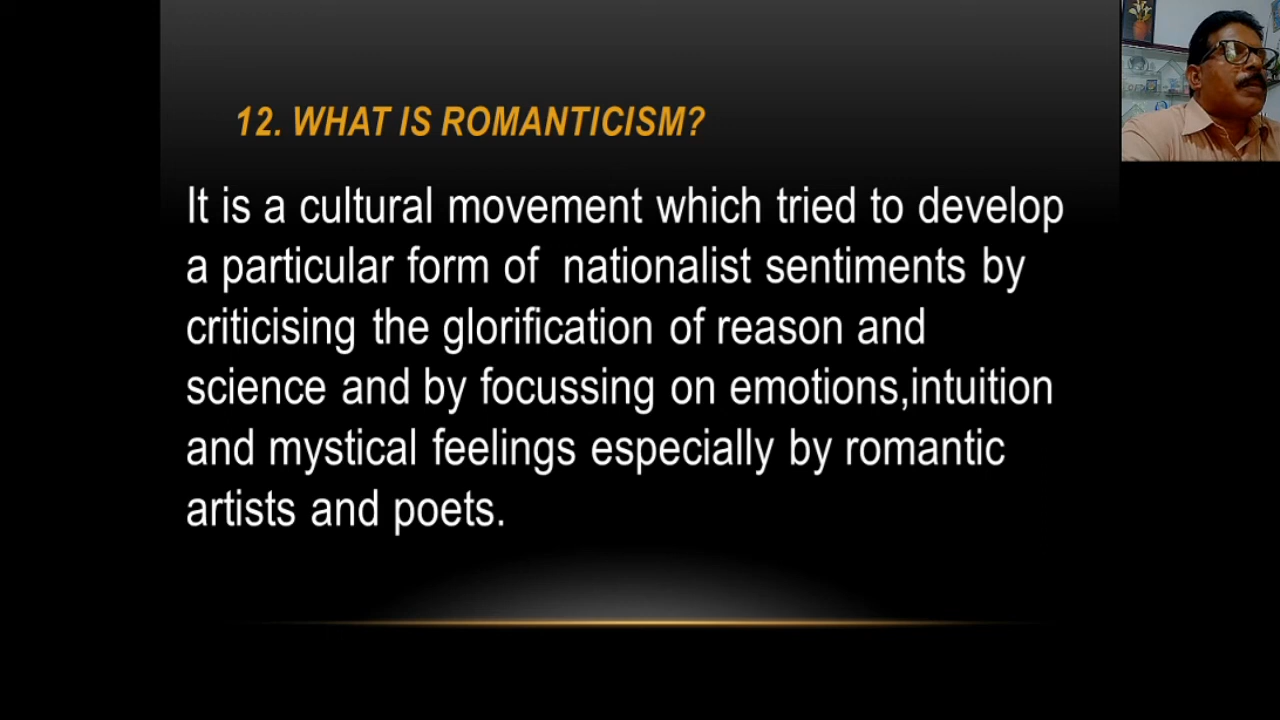 12. WHAT IS ROMANTICISM?
It is a cultural movement which tried to develop
a particular form of nationalist sentiments by
criticising the glorification of reason and
science and by focussing on emotions,intuition
and mystical feelings especially by romantic
artists and poets.